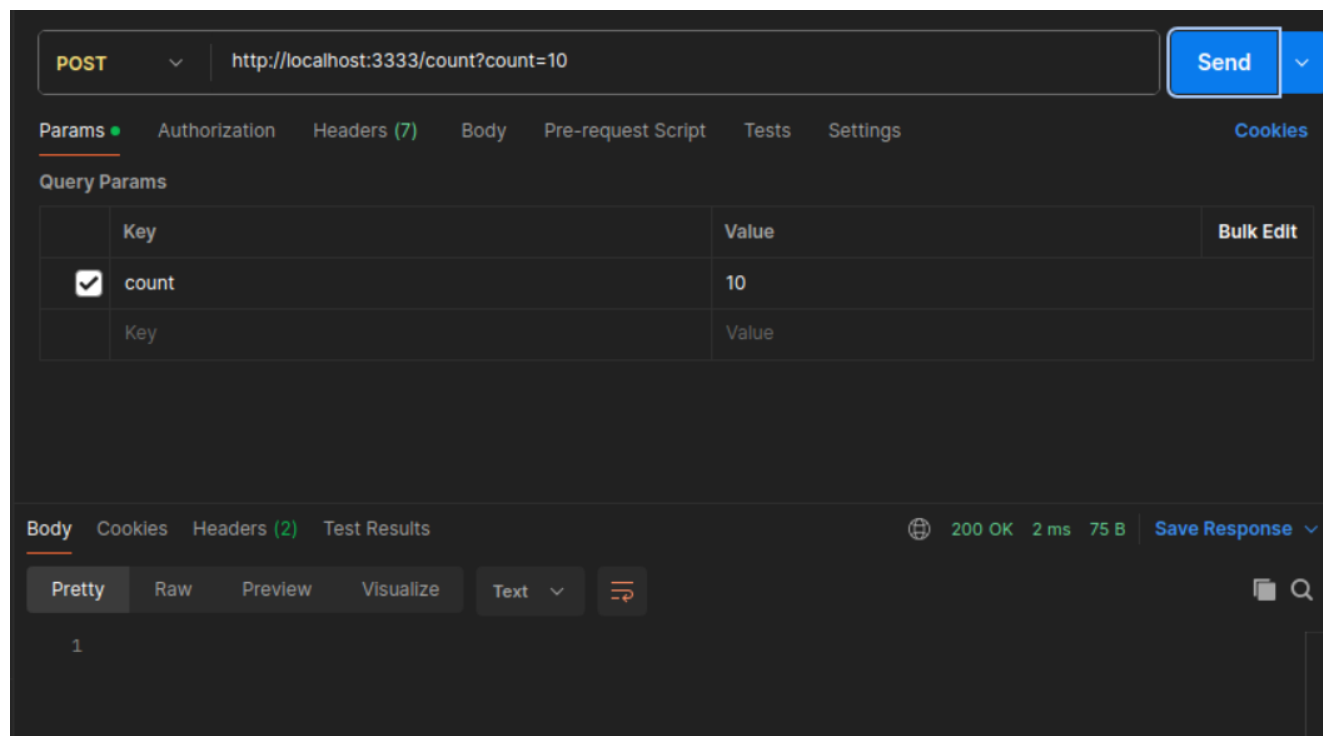 POST http://localhost:3333/count?count=10 Send
Params Authorization Headers (7) Body Pre-request Script Tests Settings Cookies
Query Params
Key Value Bulk Edit
count 10
Key Value
Body Cookies Headers (2) Test Results 200 OK 2 ms 75 B Save Response
Pretty Raw Preview Visualize Text
1